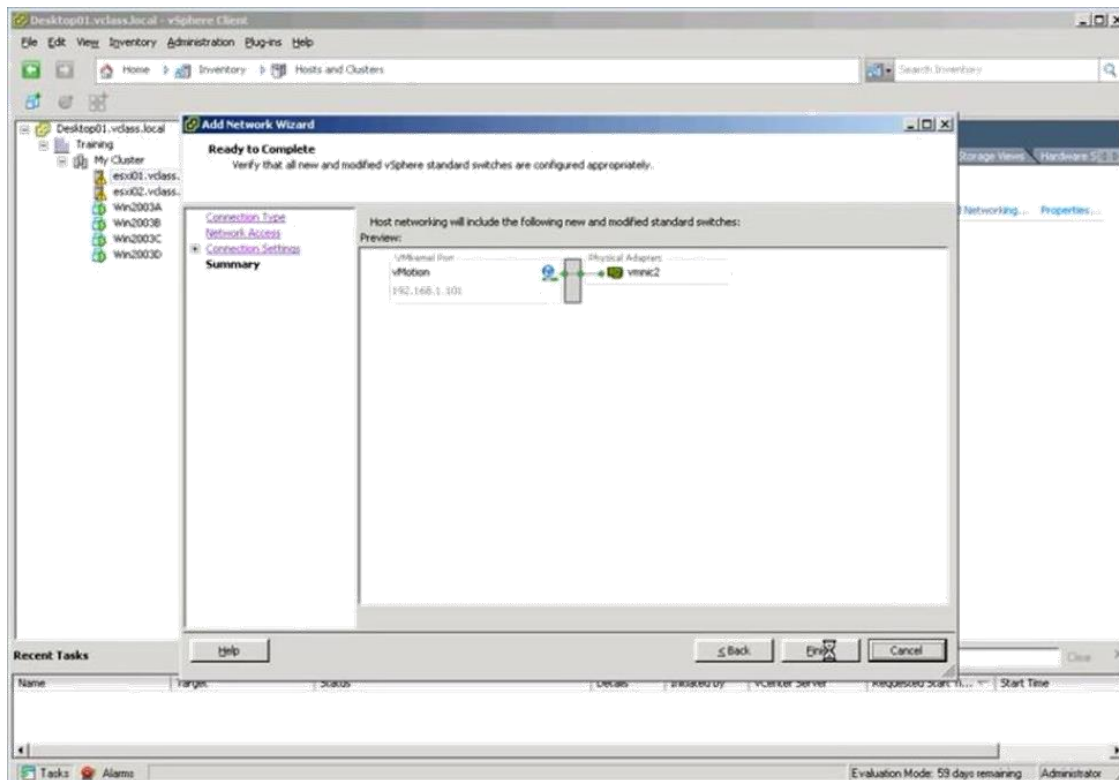 Desktop01.vclass.local - vSphere Client
File Edit View Inventory Administration Plug-ins Help
Home Inventory Hosts and Clusters
Search Inventory
Desktop01.vclass.local
Training
My Cluster
esxi01.vclass.
esxi02.vclass.
Win2003A
Win2003B
Win2003C
Win2003D
Add Network Wizard
Ready to Complete
Verify that all new and modified vSphere standard switches are configured appropriately.
Storage Views Hardware S
Networking... Properties...
Connection Type
Network Access
Connection Settings
Summary
Host networking will include the following new and modified standard switches:
Preview:
VMkernel Port
Physical Adapters
vMotion
vmnic2
192.168.1.101
Help
< Back
Cancel
Recent Tasks
Clear
Name Target Status Details Initiated by vCenter Server Requested Start Ti... Start Time
Tasks Alarms
Evaluation Mode: 59 days remaining Administrator